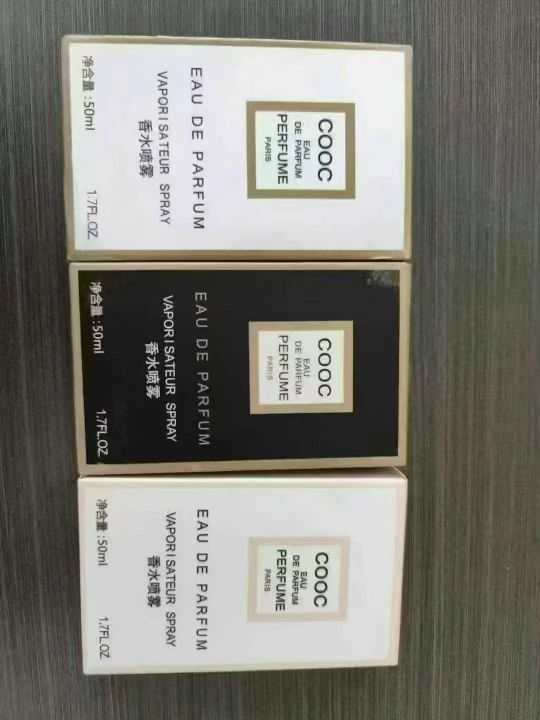 COOC
EAU
DE PARFUM
PERFUME
PARIS
EAU DE PARFUM
VAPORISATEUR SPRAY
香水喷雾
净含量:50ml
1.7FL.OZ.
COOC
EAU
DE PARFUM
PERFUME
PARIS
EAU DE PARFUM
VAPORISATEUR SPRAY
香水喷雾
净含量:50ml
1.7FL.OZ.
COOC
EAU
DE PARFUM
PERFUME
PARIS
EAU DE PARFUM
VAPORISATEUR SPRAY
香水喷雾
净含量:50ml
1.7FL.OZ.